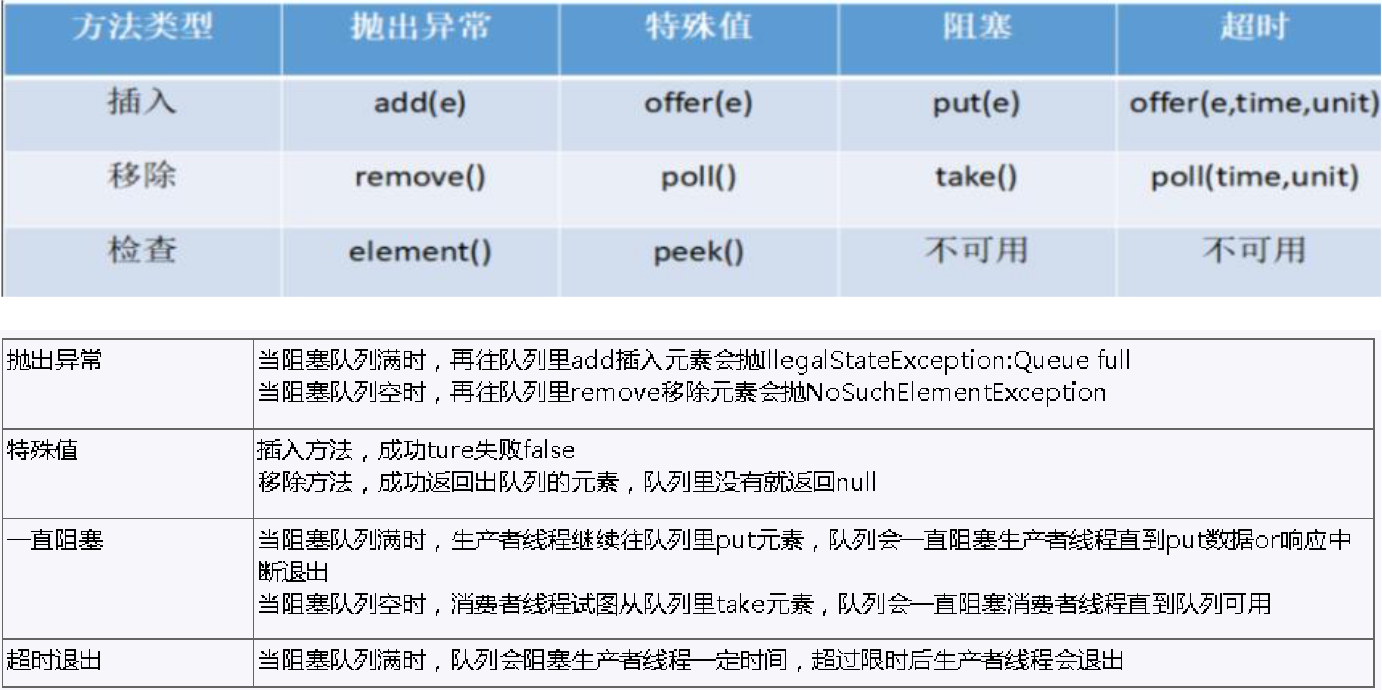 方法类型 抛出异常 特殊值 阻塞 超时
插入 add(e) offer(e) put(e) offer(e,time,unit)
移除 remove() poll() take() poll(time,unit)
检查 element() peek() 不可用 不可用
抛出异常 当阻塞队列满时，再往队列里add插入元素会抛IllegalStateException:Queue full
当阻塞队列空时，再往队列里remove移除元素会抛NoSuchElementException
特殊值 插入方法，成功ture失败false
移除方法，成功返回出队列的元素，队列里没有就返回null
一直阻塞 当阻塞队列满时，生产者线程继续往队列里put元素，队列会一直阻塞生产者线程直到put数据or响应中
断退出
当阻塞队列空时，消费者线程试图从队列里take元素，队列会一直阻塞消费者线程直到队列可用
超时退出 当阻塞队列满时，队列会阻塞生产者线程一定时间，超过限时后生产者线程会退出